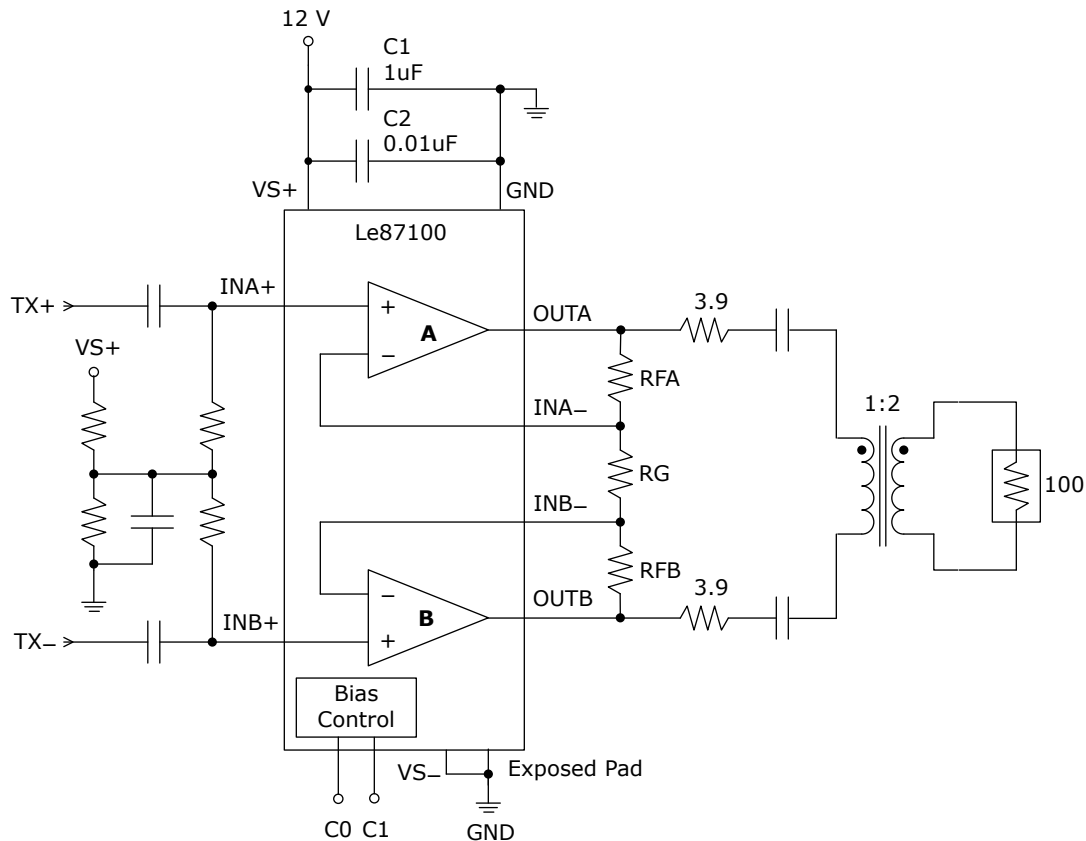 12 V
C1
1uF
C2
0.01uF
VS+
GND
Le87100
TX+
INA+
+
A
−
OUTA
3.9
VS+
RFA
INA−
1:2
RG
100
INB−
RFB
−
B
+
OUTB
3.9
TX−
INB+
Bias
Control
VS−
Exposed Pad
C0
C1
GND